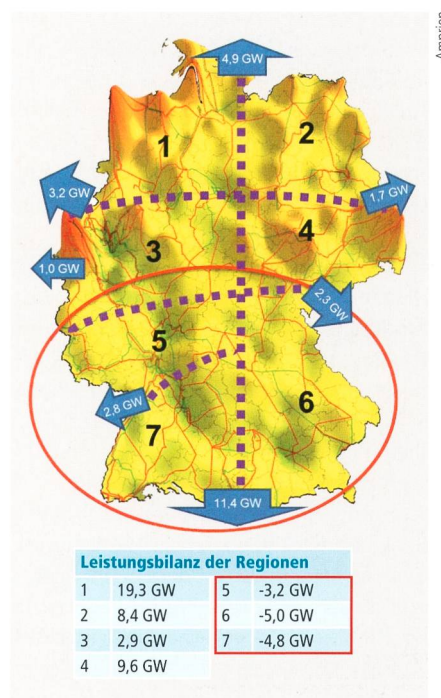 Amprion
4,9 GW
1
2
3,2 GW
1,7 GW
4
3
1,0 GW
2,3 GW
5
2,8 GW
6
7
11,4 GW
Leistungsbilanz der Regionen
1 19,3 GW 5 -3,2 GW
2 8,4 GW 6 -5,0 GW
3 2,9 GW 7 -4,8 GW
4 9,6 GW